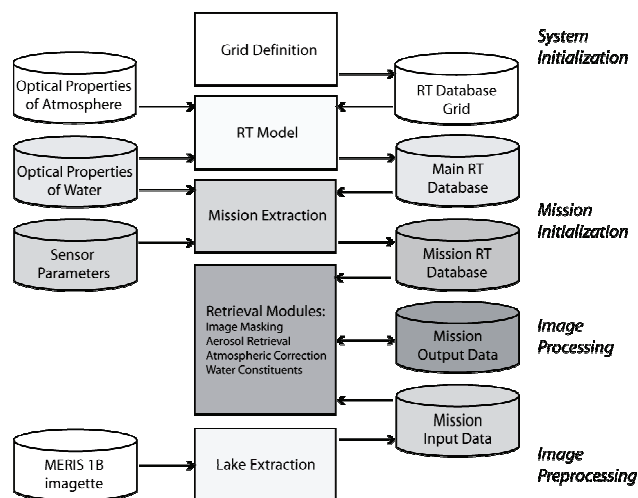 System
Initialization
Grid Definition
Optical Properties
of Atmosphere
RT Database
Grid
RT Model
Optical Properties
of Water
Main RT
Database
Mission Extraction
Mission
Initialization
Sensor
Parameters
Mission RT
Database
Retrieval Modules:
Image Masking
Aerosol Retrieval
Atmospheric Correction
Water Constituents
Mission
Output Data
Image
Processing
Mission
Input Data
MERIS 1B
imagette
Lake Extraction
Image
Preprocessing